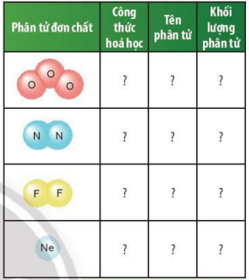 Phân tử đơn chất
Công thức hoá học
Tên phân tử
Khối lượng phân tử
O O O
? ? ?
N N
? ? ?
F F
? ? ?
Ne
? ? ?